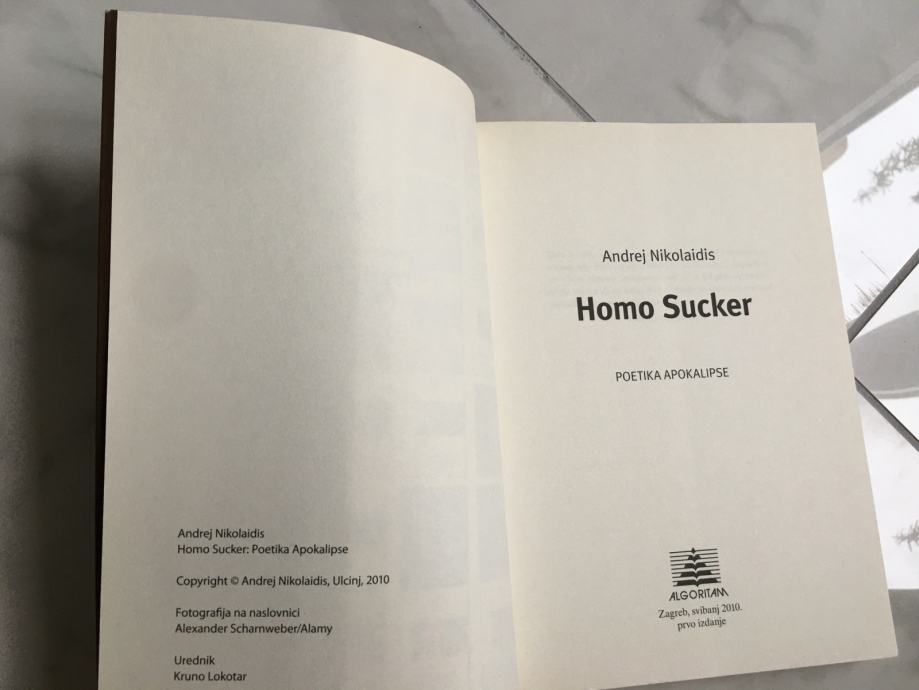 Andrej Nikolaidis
Homo Sucker: Poetika Apokalipse
Copyright © Andrej Nikolaidis, Ulcinj, 2010
Fotografija na naslovnici
Alexander Scharnweber/Alamy
Urednik
Kruno Lokotar
Andrej Nikolaidis
Homo Sucker
POETIKA APOKALIPSE
ALGORITAM
Zagreb, svibanj 2010.
prvo izdanje